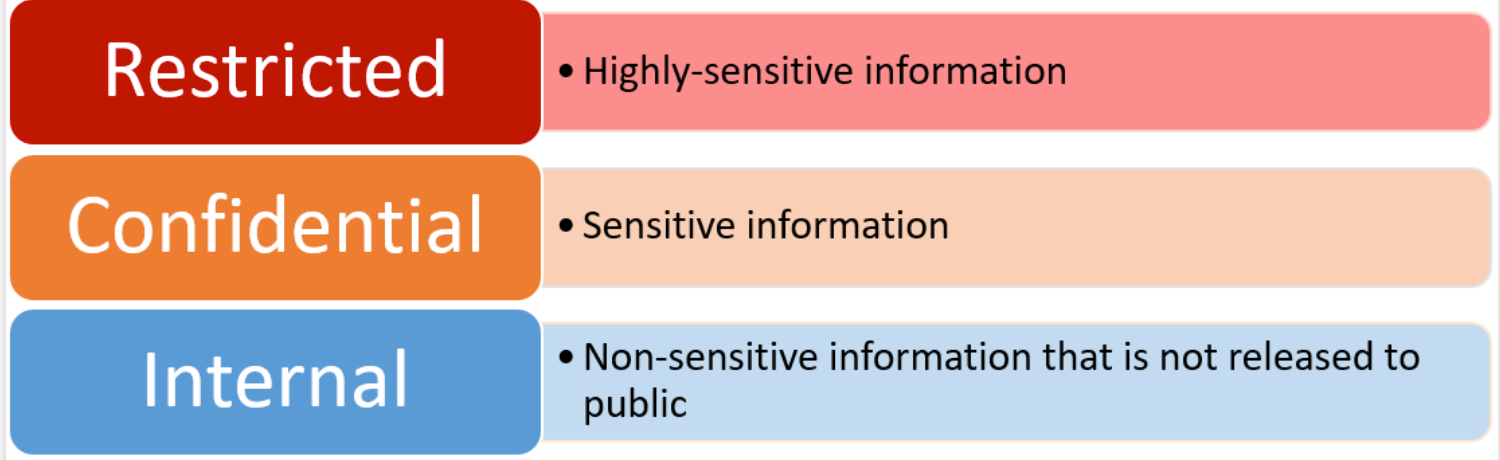 Restricted
• Highly-sensitive information
Confidential
• Sensitive information
Internal
• Non-sensitive information that is not released to
public